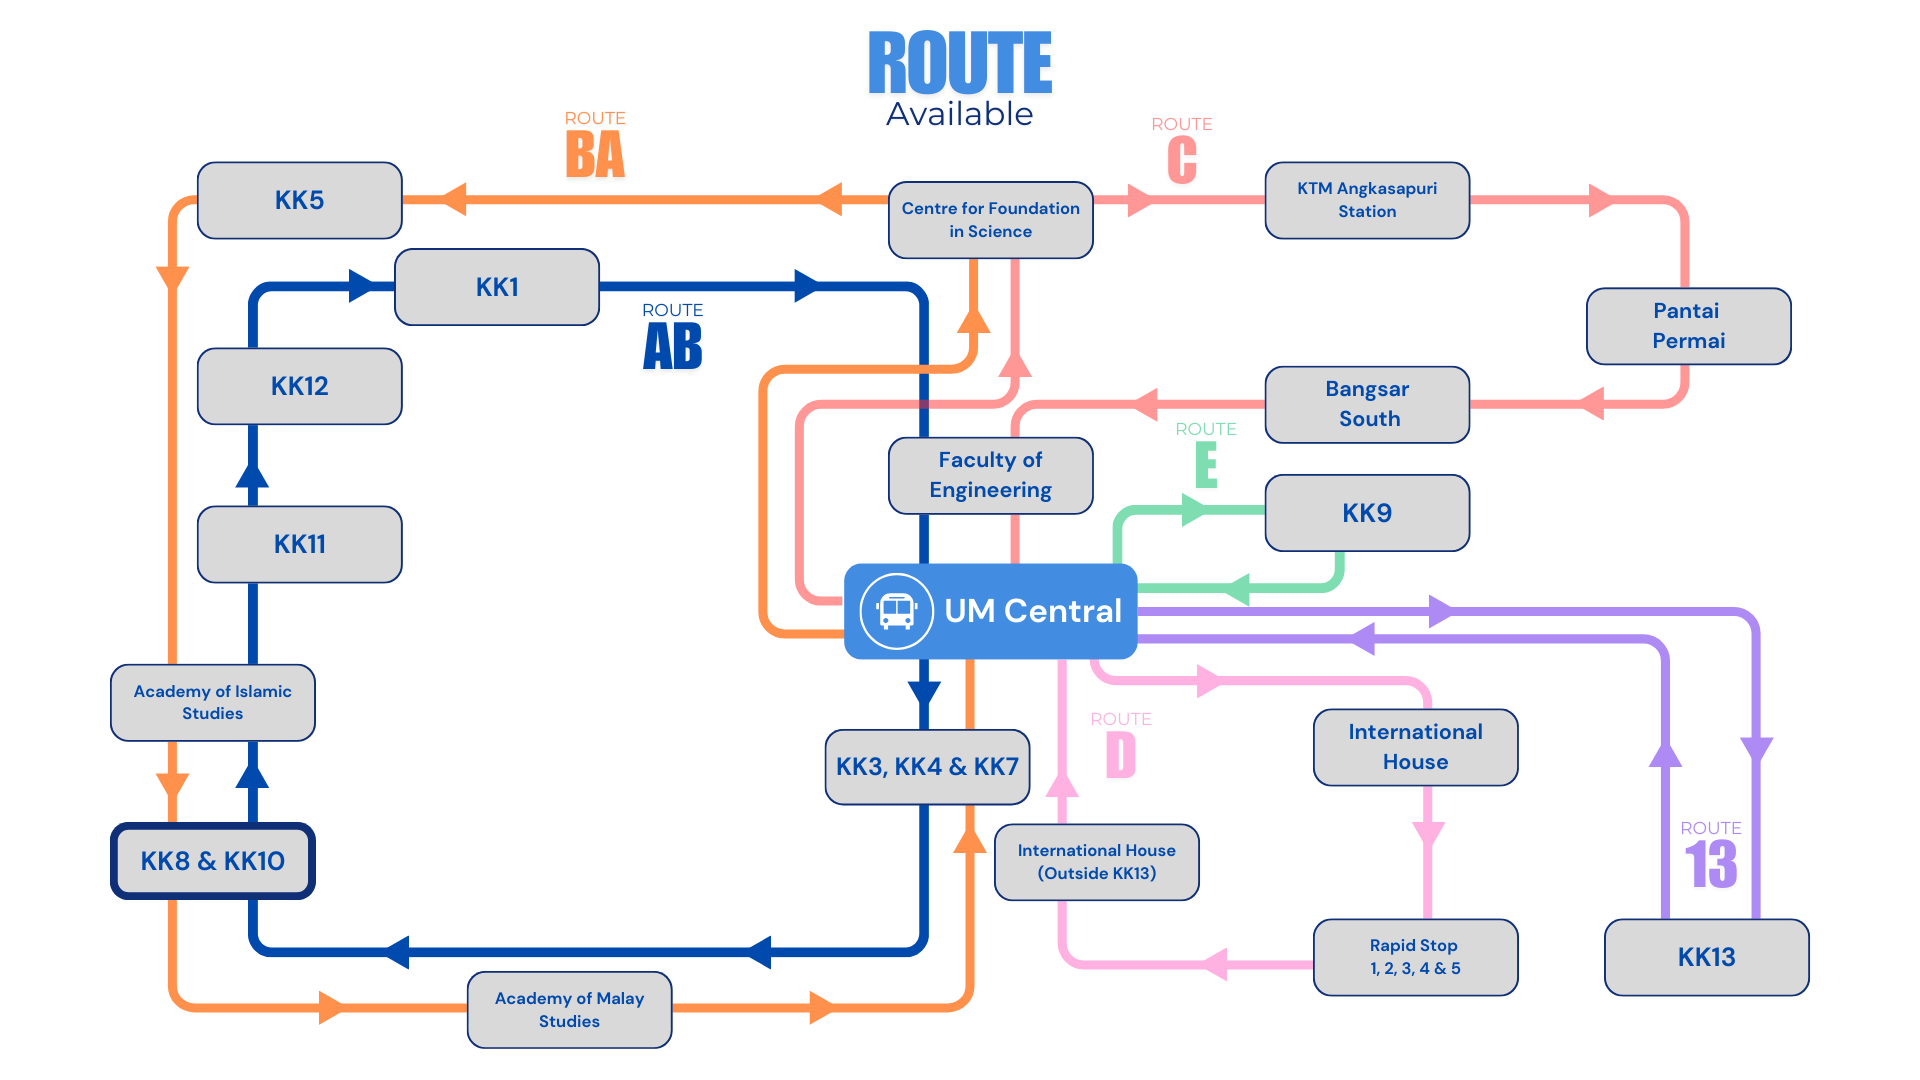 ROUTE
Available
ROUTE
BA
ROUTE
C
KK5
Centre for Foundation
in Science
KTM Angkasapuri
Station
KK1
ROUTE
AB
Pantai
Permai
KK12
Bangsar
South
ROUTE
E
Faculty of
Engineering
KK9
KK11
UM Central
Academy of Islamic
Studies
ROUTE
D
International
House
KK3, KK4 & KK7
KK8 & KK10
International House
(Outside KK13)
ROUTE
13
Rapid Stop
1, 2, 3, 4 & 5
KK13
Academy of Malay
Studies